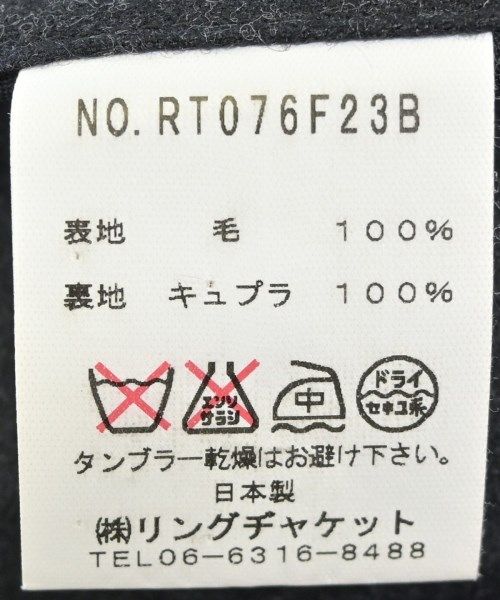 NO.RT076F23B
表地 毛 100%
裏地 キュプラ 100%
エンソ サラシ 中 ドライ セキユ系
タンブラー乾燥はお避け下さい。
日本製
㈱リングヂャケット
TEL06-6316-8488